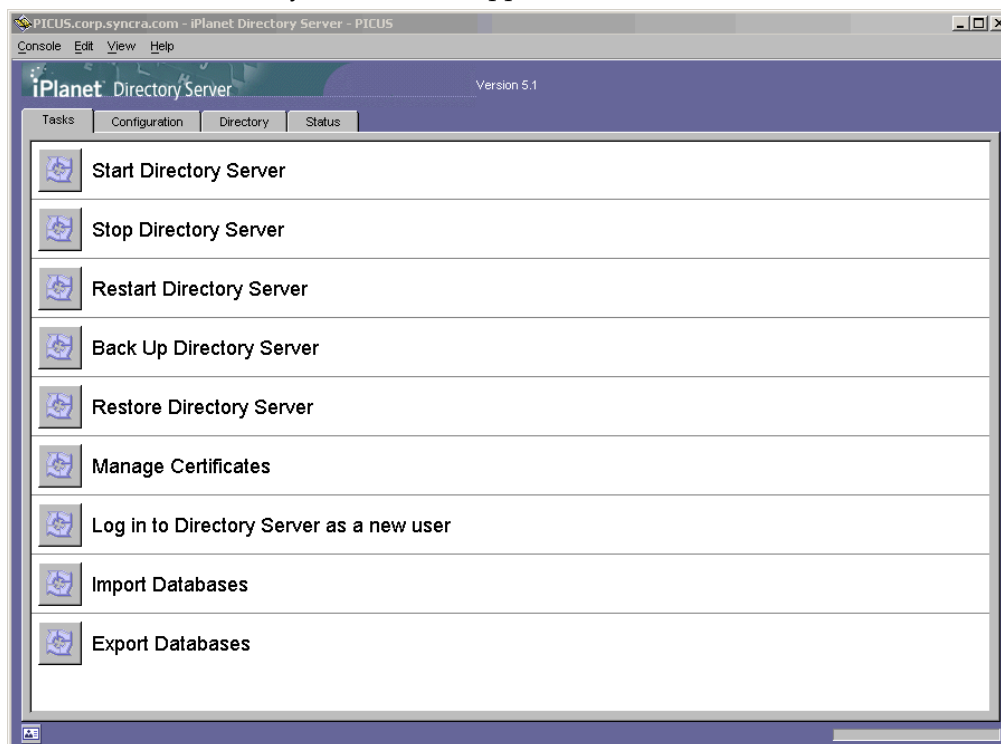 PICUS.corp.syncra.com - iPlanet Directory Server - PICUS
Console Edit View Help
iPlanet Directory Server
Version 5.1
Tasks Configuration Directory Status
Start Directory Server
Stop Directory Server
Restart Directory Server
Back Up Directory Server
Restore Directory Server
Manage Certificates
Log in to Directory Server as a new user
Import Databases
Export Databases